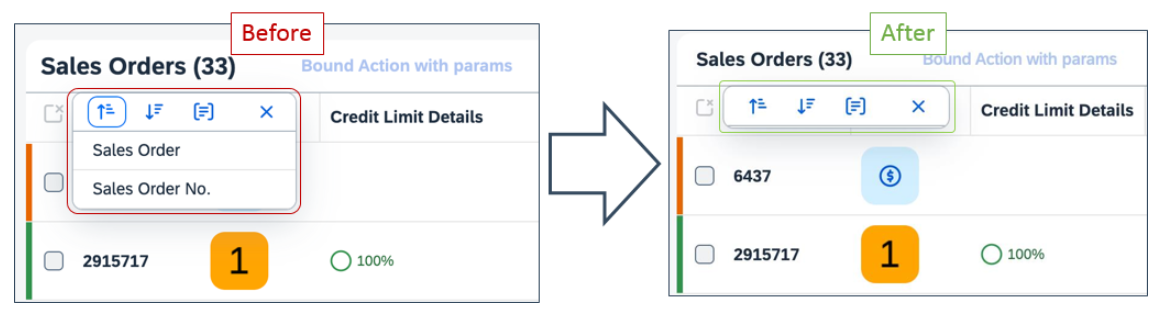 Before
Sales Orders (33)
Bound Action with params
Credit Limit Details
Sales Order
Sales Order No.
2915717
1
100%
After
Sales Orders (33)
Bound Action with params
Credit Limit Details
6437
$
2915717
1
100%